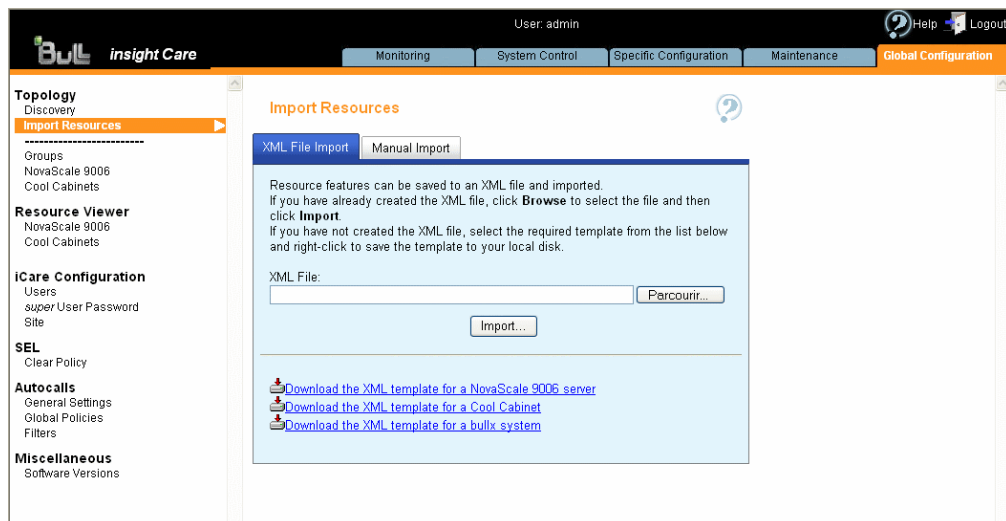 User: admin
Help
Logout
Bull
insight Care
Monitoring
System Control
Specific Configuration
Maintenance
Global Configuration
Topology
Discovery
Import Resources
-------------------------
Groups
NovaScale 9006
Cool Cabinets
Resource Viewer
NovaScale 9006
Cool Cabinets
iCare Configuration
Users
super User Password
Site
SEL
Clear Policy
Autocalls
General Settings
Global Policies
Filters
Miscellaneous
Software Versions
Import Resources
XML File Import
Manual Import
Resource features can be saved to an XML file and imported.
If you have already created the XML file, click Browse to select the file and then
click Import.
If you have not created the XML file, select the required template from the list below
and right-click to save the template to your local disk.
XML File:
Parcourir...
Import...
Download the XML template for a NovaScale 9006 server
Download the XML template for a Cool Cabinet
Download the XML template for a bullx system